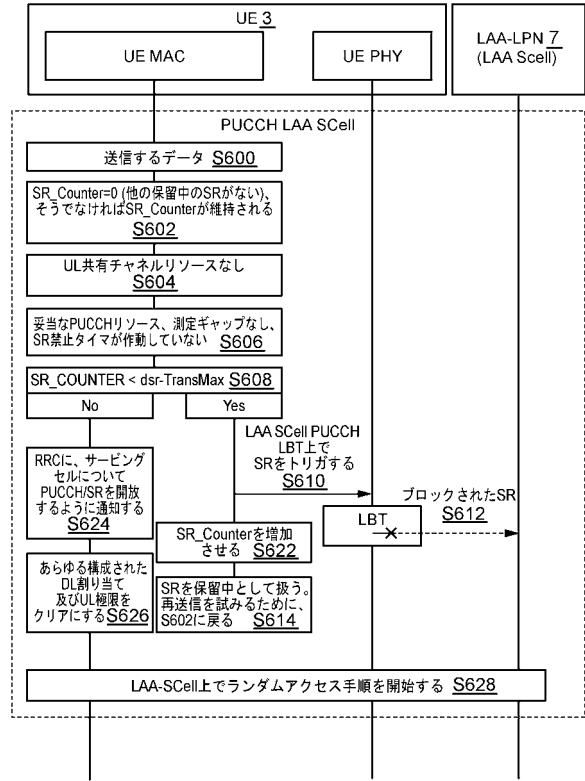 UE 3
UE MAC
UE PHY
LAA-LPN 7
(LAA Scell)
PUCCH LAA SCell
送信するデータ S600
SR_Counter=0 (他の保留中のSRがない)、
そうでなければSR_Counterが維持される
S602
UL共有チャネルリソースなし
S604
妥当なPUCCHリソース、測定ギャップなし、
SR禁止タイマが作動していない S606
SR_COUNTER < dsr-TransMax S608
No
Yes
LAA SCell PUCCH
LBT上で
SRをトリガする
S610
RRCに、サービング
セルについて
PUCCH/SRを開放
するように通知する
S624
ブロックされたSR
S612
LBT
SR_Counterを増加
させる S622
あらゆる構成された
DL割り当て
及びUL極限を
クリアにする S626
SRを保留中として扱う。
再送信を試みるために、
S602に戻る S614
LAA-SCell上でランダムアクセス手順を開始する S628